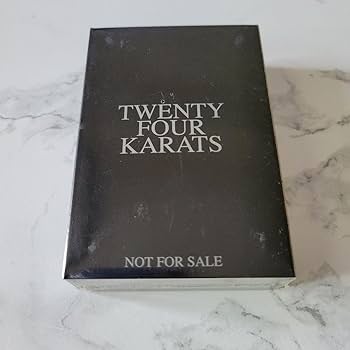 TWENTY
FOUR
KARATS
NOT FOR SALE